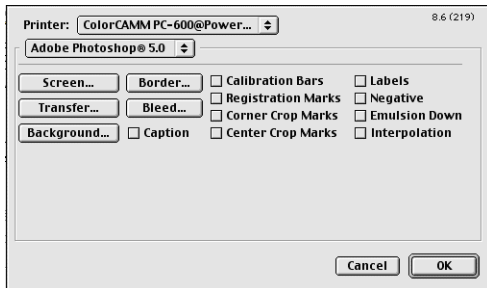 8.6 (219)
Printer: ColorCAMM PC-600@Power...
Adobe Photoshop® 5.0
Screen... Border... Calibration Bars Labels
Transfer... Bleed... Registration Marks Negative
Corner Crop Marks Emulsion Down
Background... Caption Center Crop Marks Interpolation
Cancel OK